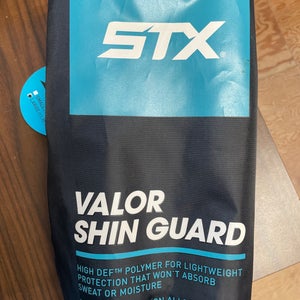 STX
VALOR
SHIN GUARD
HIGH DEF™ POLYMER FOR LIGHTWEIGHT
PROTECTION THAT WON'T ABSORB
SWEAT OR MOISTURE